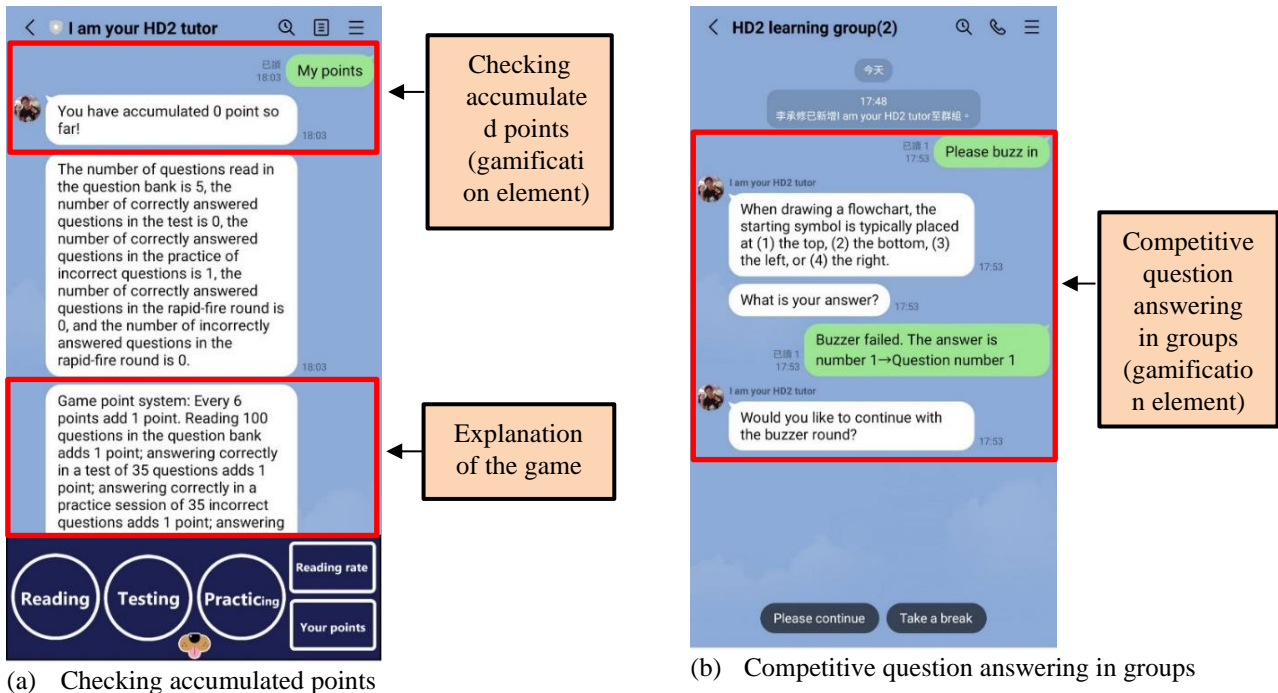 I am your HD2 tutor
已讀
18:03
My points
You have accumulated 0 point so
far!
18:03
The number of questions read in
the question bank is 5, the
number of correctly answered
questions in the test is 0, the
number of correctly answered
questions in the practice of
incorrect questions is 1, the
number of correctly answered
questions in the rapid-fire round is
0, and the number of incorrectly
answered questions in the
rapid-fire round is 0.
18:03
Game point system: Every 6
points add 1 point. Reading 100
questions in the question bank
adds 1 point; answering correctly
in a test of 35 questions adds 1
point; answering correctly in a
practice session of 35 incorrect
questions adds 1 point; answering
Reading
Testing
Practicing
Reading rate
Your points
Checking
accumulate
d points
(gamificati
on element)
Explanation
of the game
(a) Checking accumulated points
HD2 learning group(2)
今天
17:48
李承修已新增I am your HD2 tutor至群組。
已讀 1
17:53
Please buzz in
I am your HD2 tutor
When drawing a flowchart, the
starting symbol is typically placed
at (1) the top, (2) the bottom, (3)
the left, or (4) the right.
17:53
What is your answer?
17:53
已讀 1
17:53
Buzzer failed. The answer is
number 1→Question number 1
I am your HD2 tutor
Would you like to continue with
the buzzer round?
17:53
Please continue
Take a break
Competitive
question
answering
in groups
(gamificatio
n element)
(b) Competitive question answering in groups